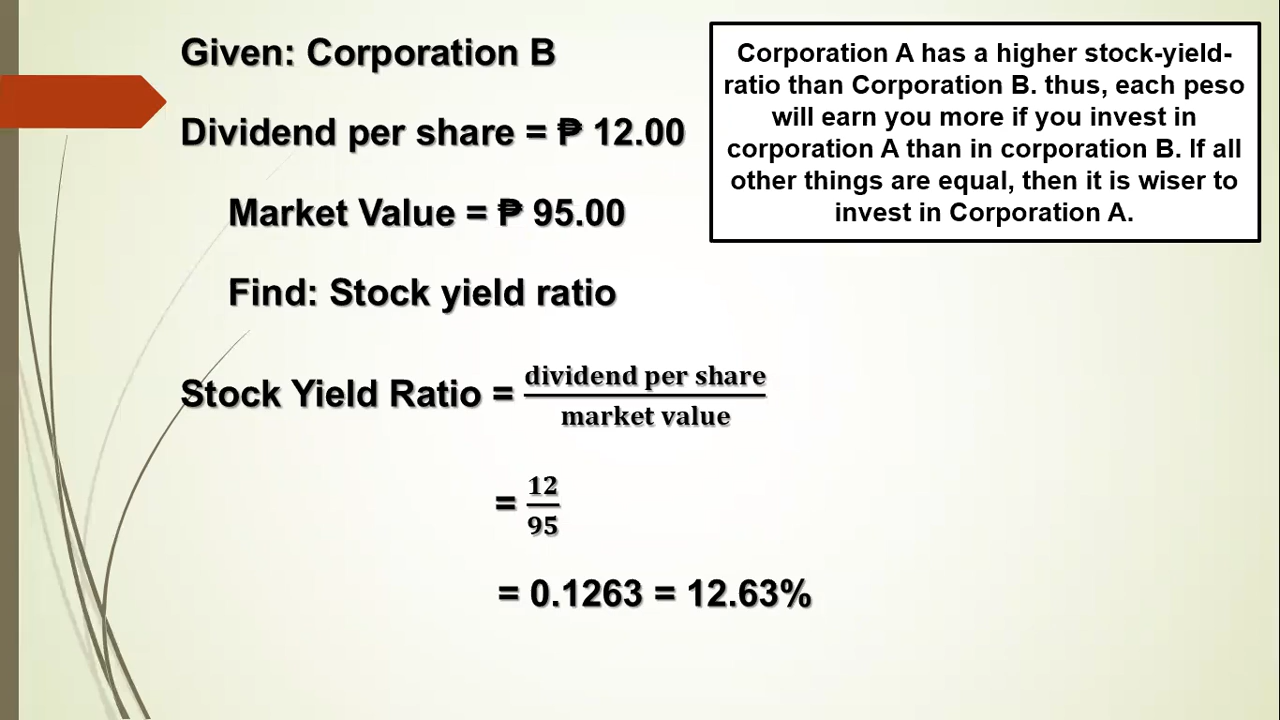 Given: Corporation B
Dividend per share = ₱ 12.00
Market Value = ₱ 95.00
Find: Stock yield ratio
Stock Yield Ratio = dividend per share / market value
= 12 / 95
= 0.1263 = 12.63%
Corporation A has a higher stock-yield-
ratio than Corporation B. thus, each peso
will earn you more if you invest in
corporation A than in corporation B. If all
other things are equal, then it is wiser to
invest in Corporation A.